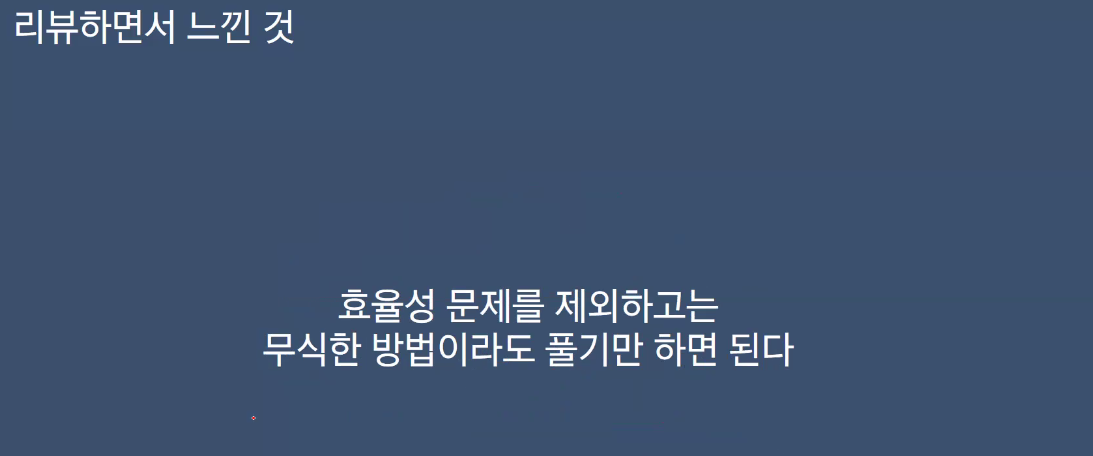 리뷰하면서 느낀 것
효율성 문제를 제외하고는
무식한 방법이라도 풀기만 하면 된다